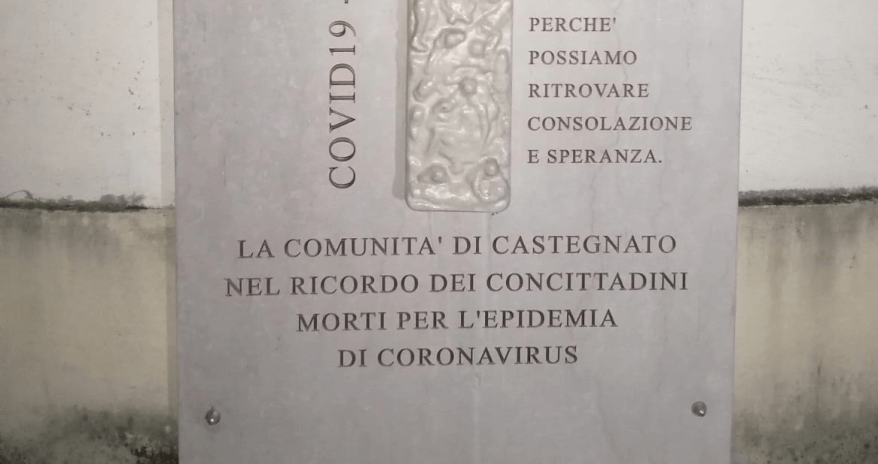 COVID19 -
PERCHE'
POSSIAMO
RITROVARE
CONSOLAZIONE
E SPERANZA.
LA COMUNITA' DI CASTEGNATO
NEL RICORDO DEI CONCITTADINI
MORTI PER L'EPIDEMIA
DI CORONAVIRUS